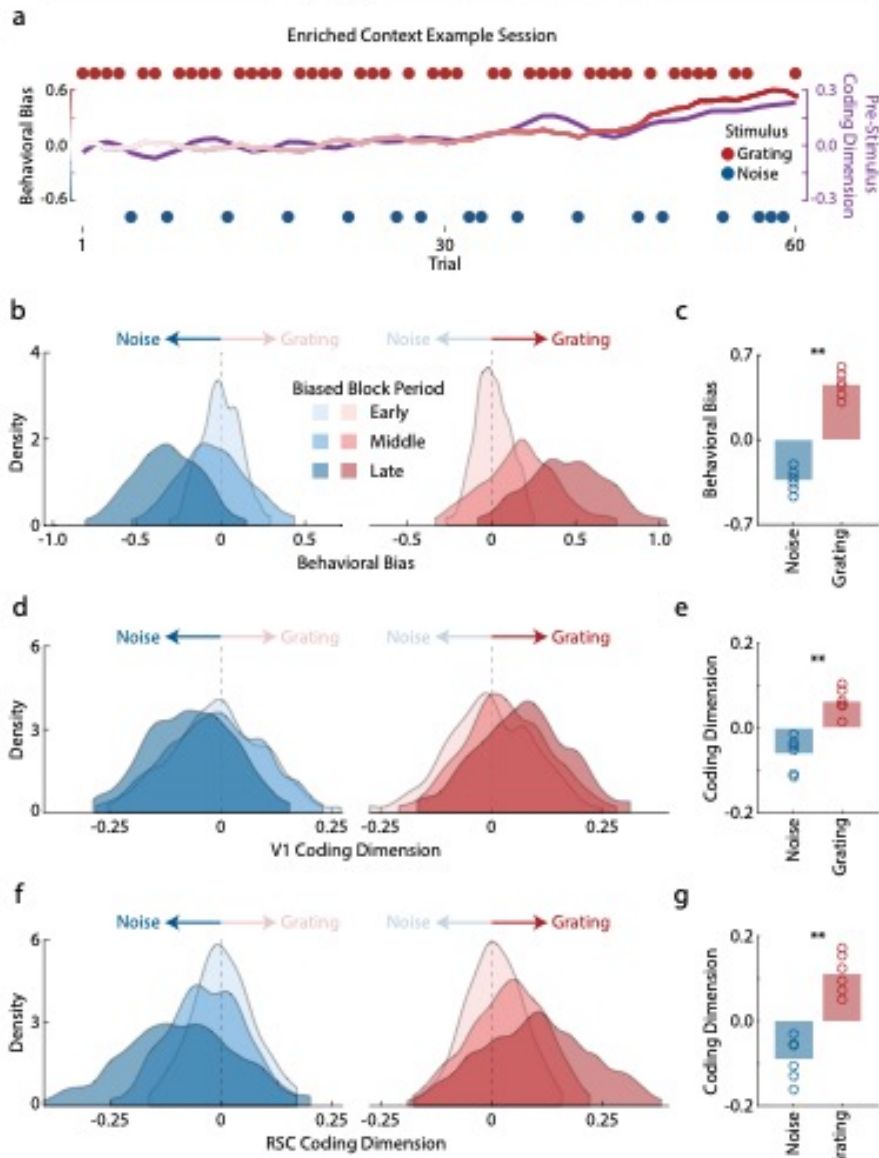 a
Enriched Context Example Session
0.6
0.0
-0.6
Behavioral Bias
0.3
0.0
-0.3
Pre-Stimulus
Coding Dimension
Stimulus
Grating
Noise
1
30
60
Trial
b
Noise
Grating
Noise
Grating
4
2
0
Density
Biased Block Period
Early
Middle
Late
-1.0
-0.5
0
0.5
-0.5
0
0.5
1.0
Behavioral Bias
c
**
0.7
0.0
-0.7
Behavioral Bias
Noise
Grating
d
Noise
Grating
Noise
Grating
6
3
0
Density
-0.25
0
0.25
-0.25
0
0.25
V1 Coding Dimension
e
**
0.2
0.0
-0.2
Coding Dimension
Noise
Grating
f
Noise
Grating
Noise
Grating
6
3
0
Density
-0.25
0
0.25
-0.25
0
0.25
RSC Coding Dimension
g
**
0.2
0.0
-0.2
Coding Dimension
Noise
rating